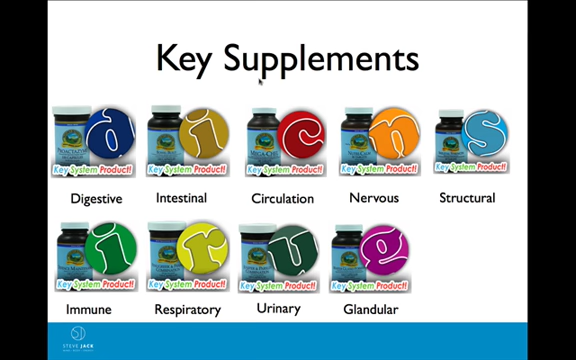 Key Supplements
d i c n s
Key System Product! Key System Product! Key System Product! Key System Product! Key System Product!
Digestive Intestinal Circulation Nervous Structural
i r u g
Key System Product! Key System Product! Key System Product! Key System Product!
Immune Respiratory Urinary Glandular
STEVE JACK